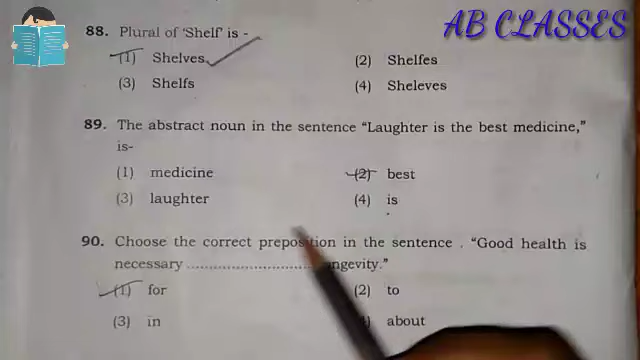 AB CLASSES
88. Plural of 'Shelf' is -
(1) Shelves (2) Shelfes
(3) Shelfs (4) Sheleves
89. The abstract noun in the sentence "Laughter is the best medicine,"
is-
(1) medicine (2) best
(3) laughter (4) is
90. Choose the correct preposition in the sentence . "Good health is
necessary ............................ngevity."
(1) for (2) to
(3) in about